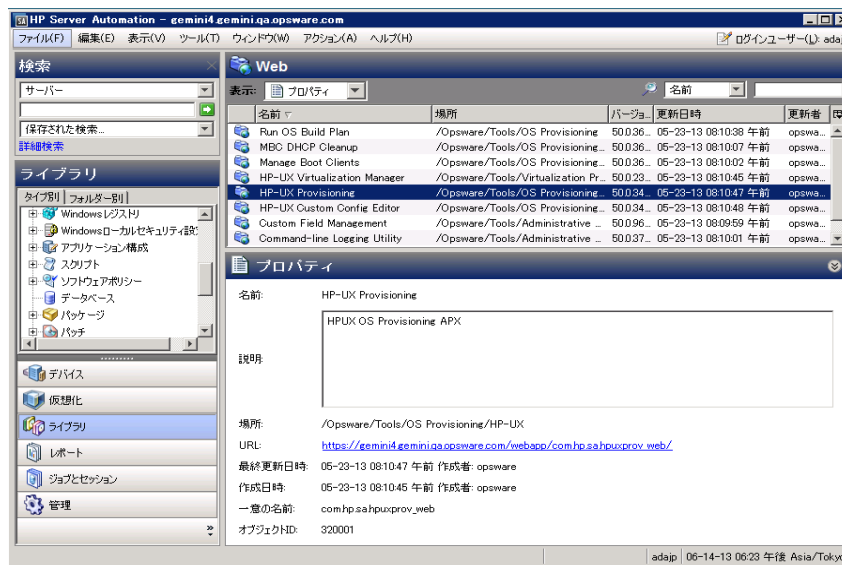 HP Server Automation - gemini4.gemini.qa.opsware.com
ファイル(F) 編集(E) 表示(V) ツール(T) ウィンドウ(W) アクション(A) ヘルプ(H) ログインユーザー(L): adajp
検索
サーバー
保存された検索...
詳細検索
ライブラリ
タイプ別 フォルダー別
Windowsレジストリ
Windowsローカルセキュリティ設
アプリケーション構成
スクリプト
ソフトウェアポリシー
データベース
パッケージ
パッチ
デバイス
仮想化
ライブラリ
レポート
ジョブとセッション
管理
Web
表示: プロパティ 名前
名前 場所 バージョ... 更新日時 更新者
Run OS Build Plan /Opsware/Tools/OS Provisioning 50.0.36... 05-23-13 08:10:38 午前 opswa...
MBC DHCP Cleanup /Opsware/Tools/OS Provisioning... 50.0.36... 05-23-13 08:10:07 午前 opswa...
Manage Boot Clients /Opsware/Tools/OS Provisioning... 50.0.36... 05-23-13 08:10:02 午前 opswa...
HP-UX Virtualization Manager /Opsware/Tools/Virtualization Pr... 50.0.23... 05-23-13 08:10:45 午前 opswa...
HP-UX Provisioning /Opsware/Tools/OS Provisioning... 50.0.34... 05-23-13 08:10:47 午前 opswa...
HP-UX Custom Config Editor /Opsware/Tools/OS Provisioning... 50.0.34... 05-23-13 08:10:48 午前 opswa...
Custom Field Management /Opsware/Tools/Administrative ... 50.0.96... 05-23-13 08:09:59 午前 opswa...
Command-line Logging Utility /Opsware/Tools/Administrative ... 50.0.37... 05-23-13 08:10:01 午前 opswa...
プロパティ
名前: HP-UX Provisioning
説明: HPUX OS Provisioning APX
場所: /Opsware/Tools/OS Provisioning/HP-UX
URL: https://gemini4.gemini.qa.opsware.com/webapp/com.hp.sa.hpuxprov_web/
最終更新日時: 05-23-13 08:10:47 午前 作成者: opsware
作成日時: 05-23-13 08:10:45 午前 作成者: opsware
一意の名前: com.hp.sa.hpuxprov_web
オブジェクトID: 320001
adajp 06-14-13 06:23 午後 Asia/Tokyo